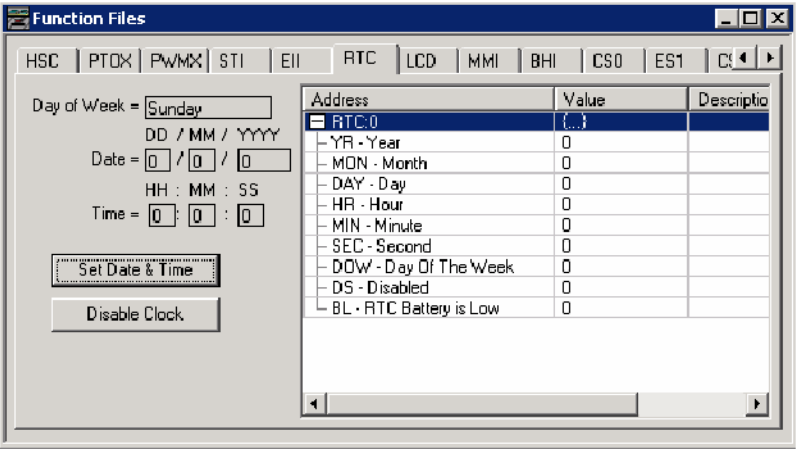 Function Files
HSC PTOX PWMX STI EII RTC LCD MMI BHI CS0 ES1
Day of Week = Sunday
DD / MM / YYYY
Date = 0 / 0 / 0
HH : MM : SS
Time = 0 : 0 : 0
Set Date & Time
Disable Clock
Address Value Descriptio
RTC:0 {...}
YR - Year 0
MON - Month 0
DAY - Day 0
HR - Hour 0
MIN - Minute 0
SEC - Second 0
DOW - Day Of The Week 0
DS - Disabled 0
BL - RTC Battery is Low 0